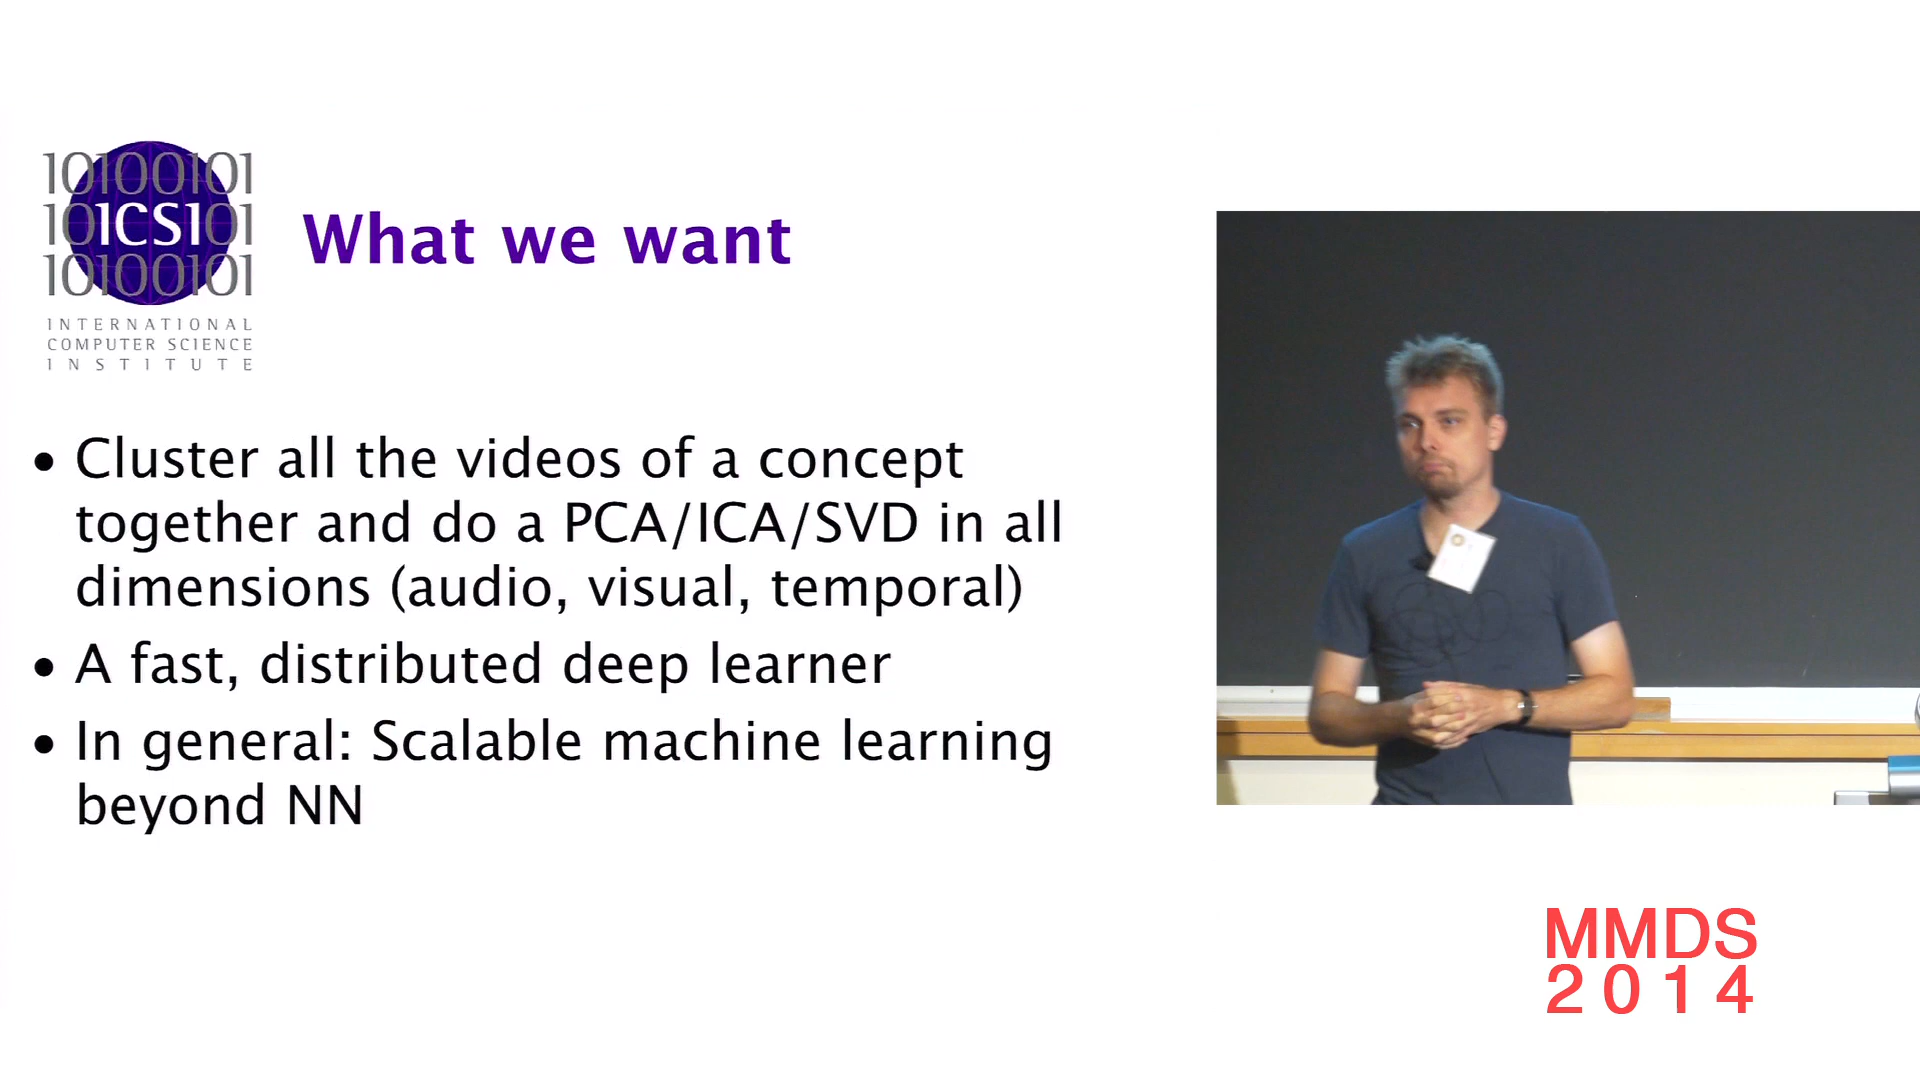 10100101
10ICSI01
10100101
INTERNATIONAL
COMPUTER SCIENCE
INSTITUTE
What we want
• Cluster all the videos of a concept
together and do a PCA/ICA/SVD in all
dimensions (audio, visual, temporal)
• A fast, distributed deep learner
• In general: Scalable machine learning
beyond NN
MMDS
2014